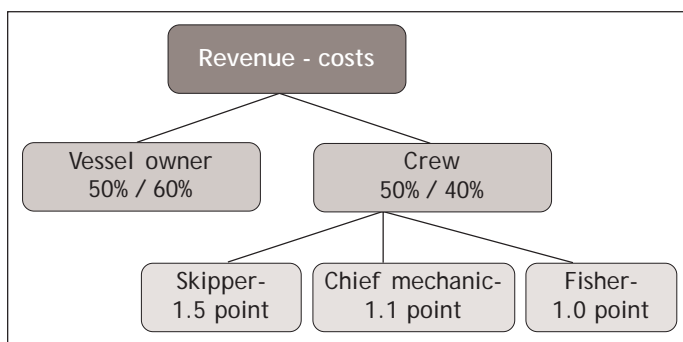 Revenue - costs
Vessel owner
50% / 60%
Crew
50% / 40%
Skipper-
1.5 point
Chief mechanic-
1.1 point
Fisher-
1.0 point